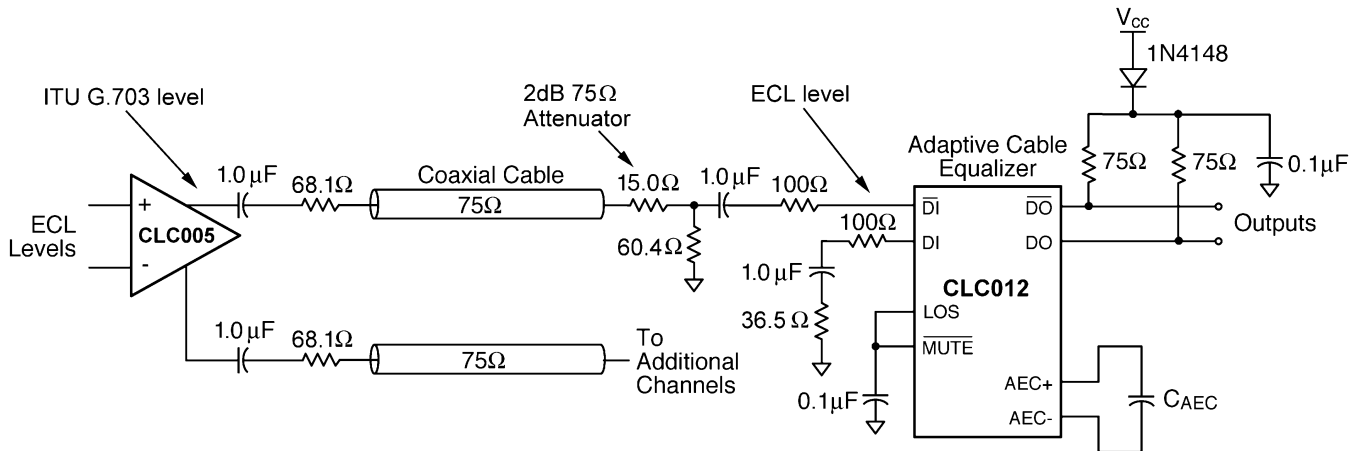 V_CC
1N4148
ITU G.703 level
2dB 75Ω
Attenuator
ECL level
Adaptive Cable
Equalizer
75Ω
75Ω
0.1µF
1.0µF
68.1Ω
Coaxial Cable
75Ω
15.0Ω
1.0µF
100Ω
ECL
Levels
+
-
CLC005
60.4Ω
100Ω
1.0µF
36.5 Ω
DI
DI
DO
DO
Outputs
CLC012
LOS
MUTE
0.1µF
AEC+
AEC-
C_AEC
1.0µF
68.1Ω
75Ω
To
Additional
Channels